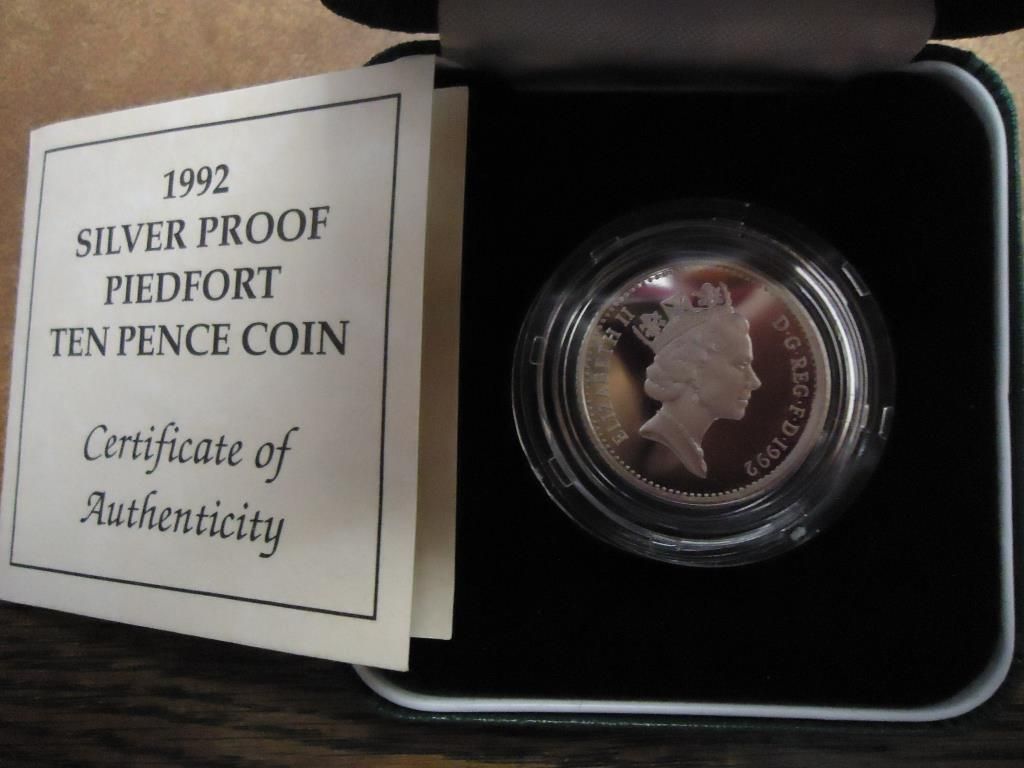 1992
SILVER PROOF
PIEDFORT
TEN PENCE COIN
Certificate of
Authenticity
ELIZABETH II
D·G·REG·F·D·1992